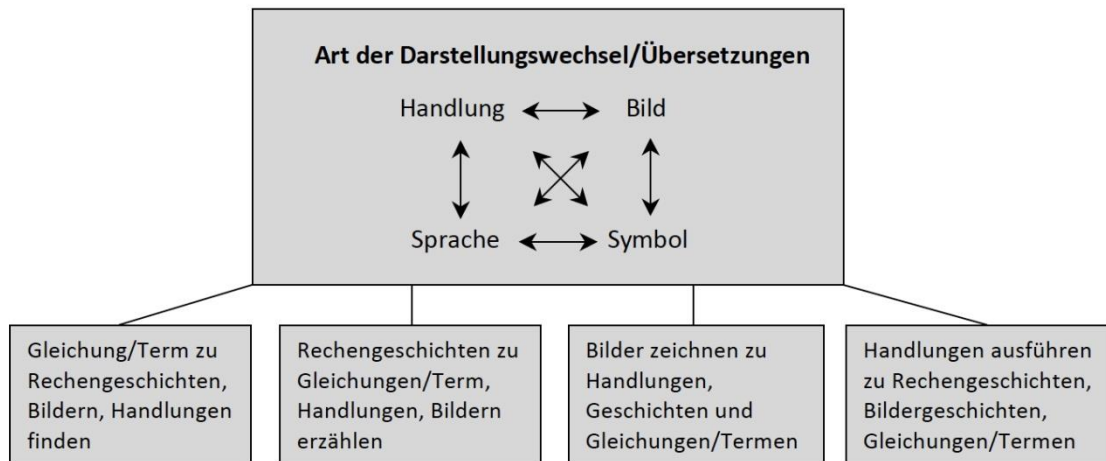 Art der Darstellungswechsel/Übersetzungen
Handlung Bild
Sprache Symbol
Gleichung/Term zu
Rechengeschichten,
Bildern, Handlungen
finden
Rechengeschichten zu
Gleichungen/Term,
Handlungen, Bildern
erzählen
Bilder zeichnen zu
Handlungen,
Geschichten und
Gleichungen/Termen
Handlungen ausführen
zu Rechengeschichten,
Bildergeschichten,
Gleichungen/Termen